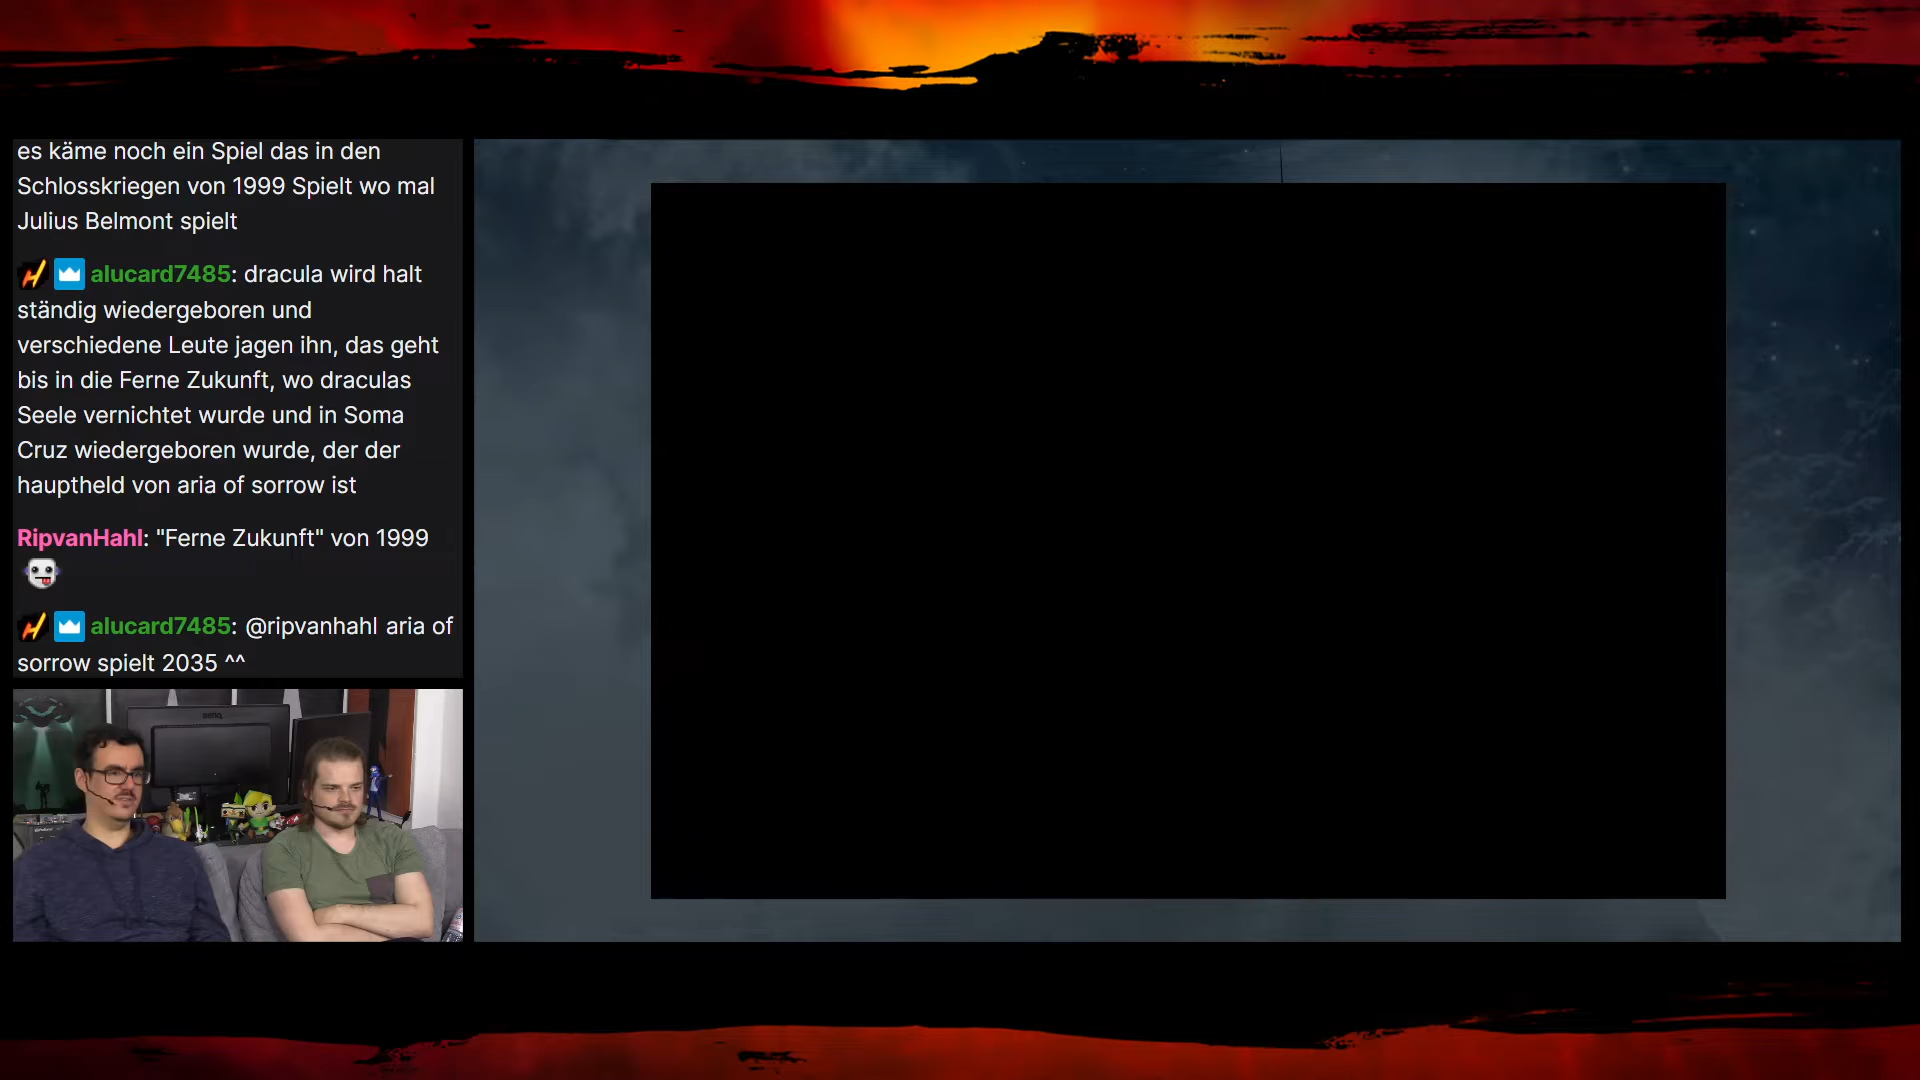 es käme noch ein Spiel das in den
Schlosskriegen von 1999 Spielt wo mal
Julius Belmont spielt
alucard7485: dracula wird halt
ständig wiedergeboren und
verschiedene Leute jagen ihn, das geht
bis in die Ferne Zukunft, wo draculas
Seele vernichtet wurde und in Soma
Cruz wiedergeboren wurde, der der
hauptheld von aria of sorrow ist
RipvanHahl: "Ferne Zukunft" von 1999
alucard7485: @ripvanhahl aria of
sorrow spielt 2035 ^^
BenQ